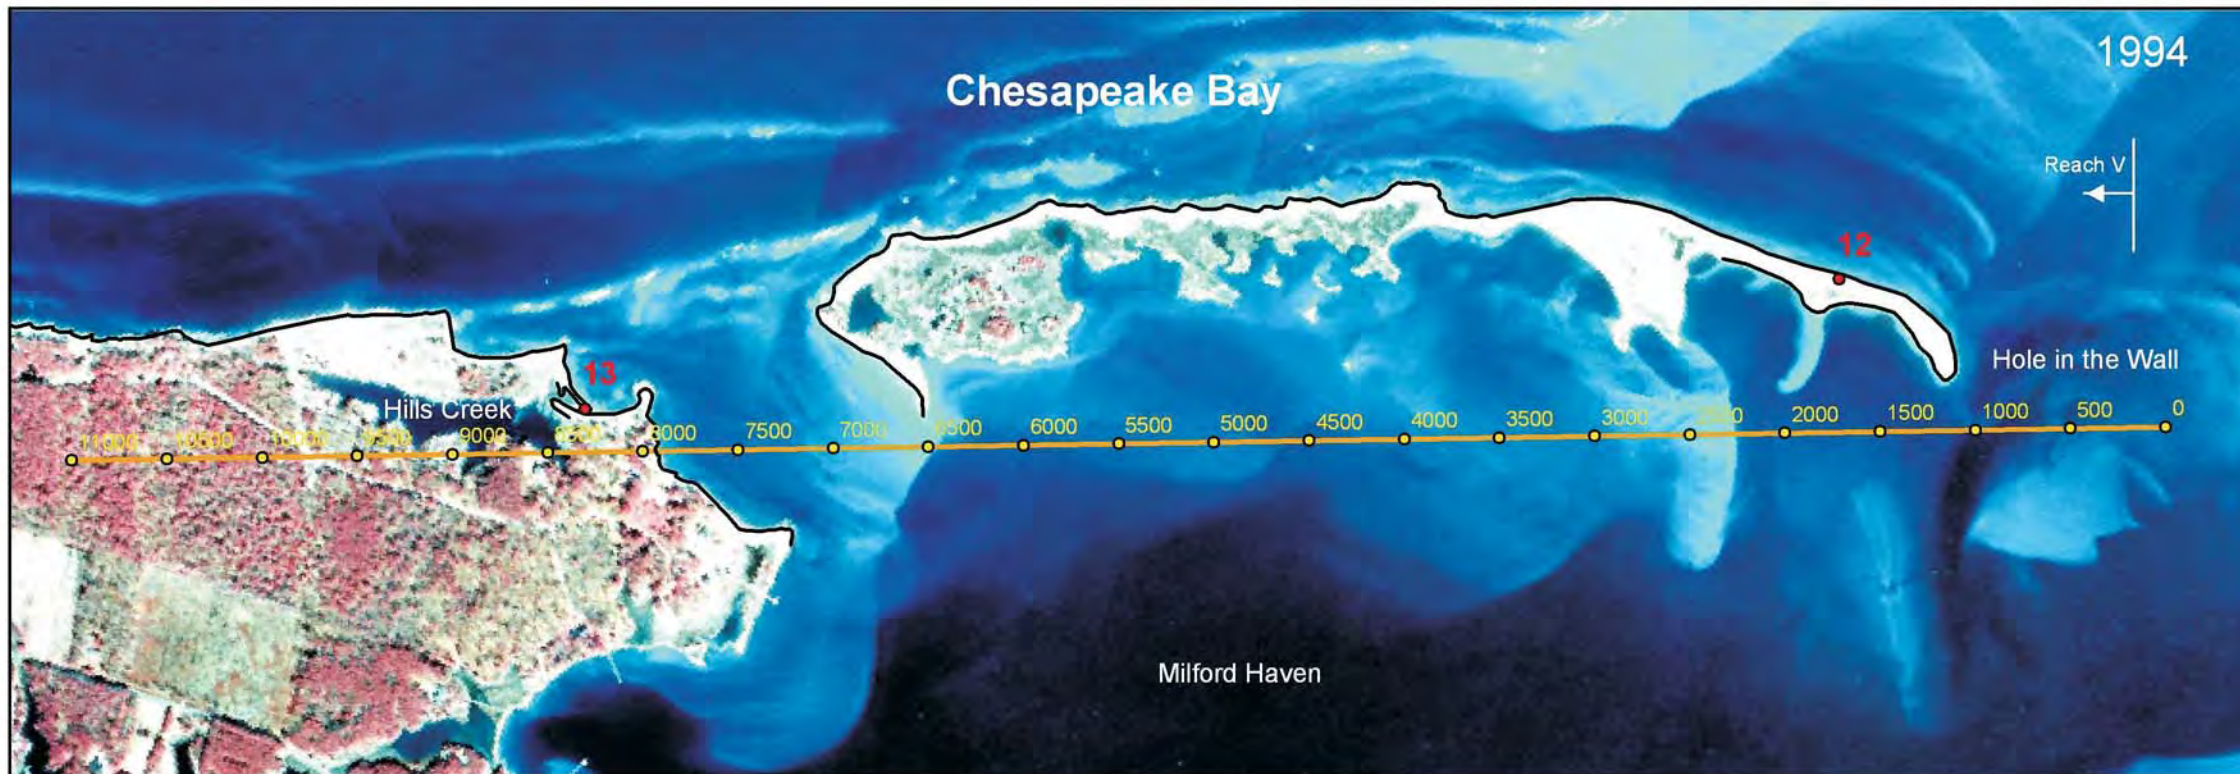 1994
Chesapeake Bay
Reach V
12
Hole in the Wall
13
Hills Creek
11000 10500 10000 9500 9000 8500 8000 7500 7000 6500 6000 5500 5000 4500 4000 3500 3000 2500 2000 1500 1000 500 0
Milford Haven